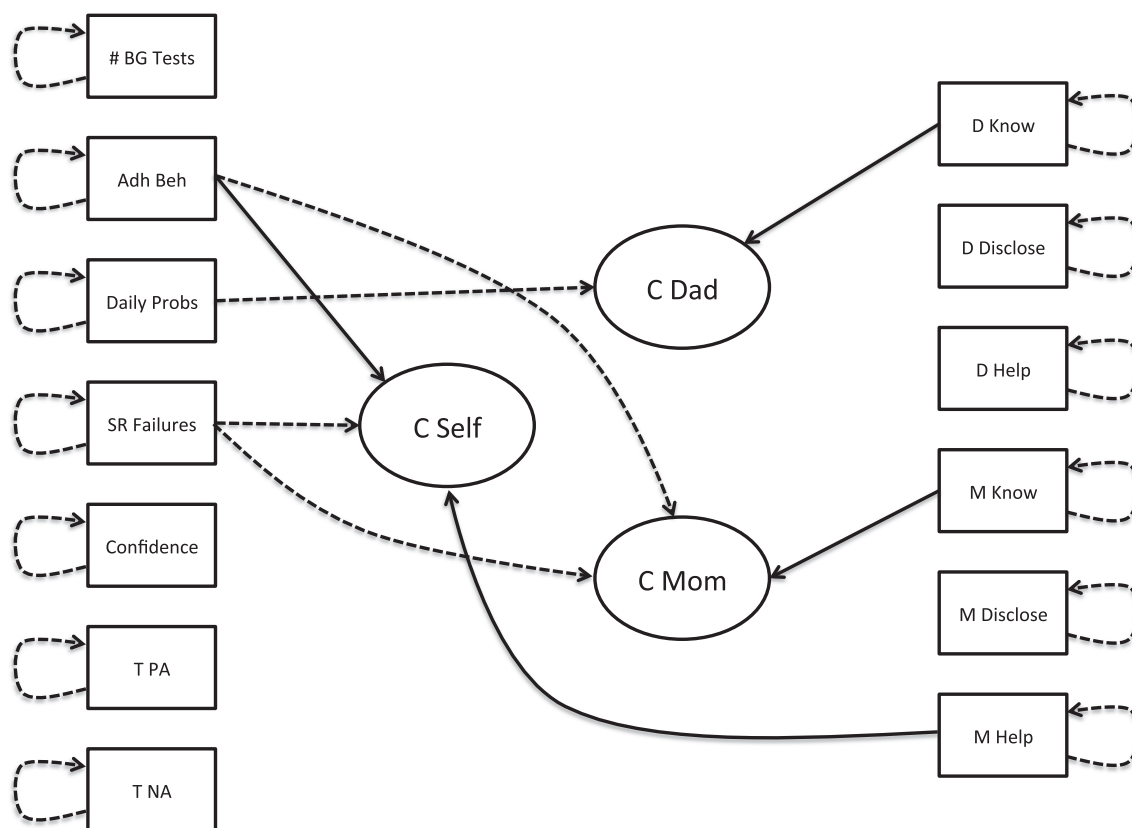 # BG Tests
Adh Beh
Daily Probs
SR Failures
Confidence
T PA
T NA
C Dad
C Self
C Mom
D Know
D Disclose
D Help
M Know
M Disclose
M Help